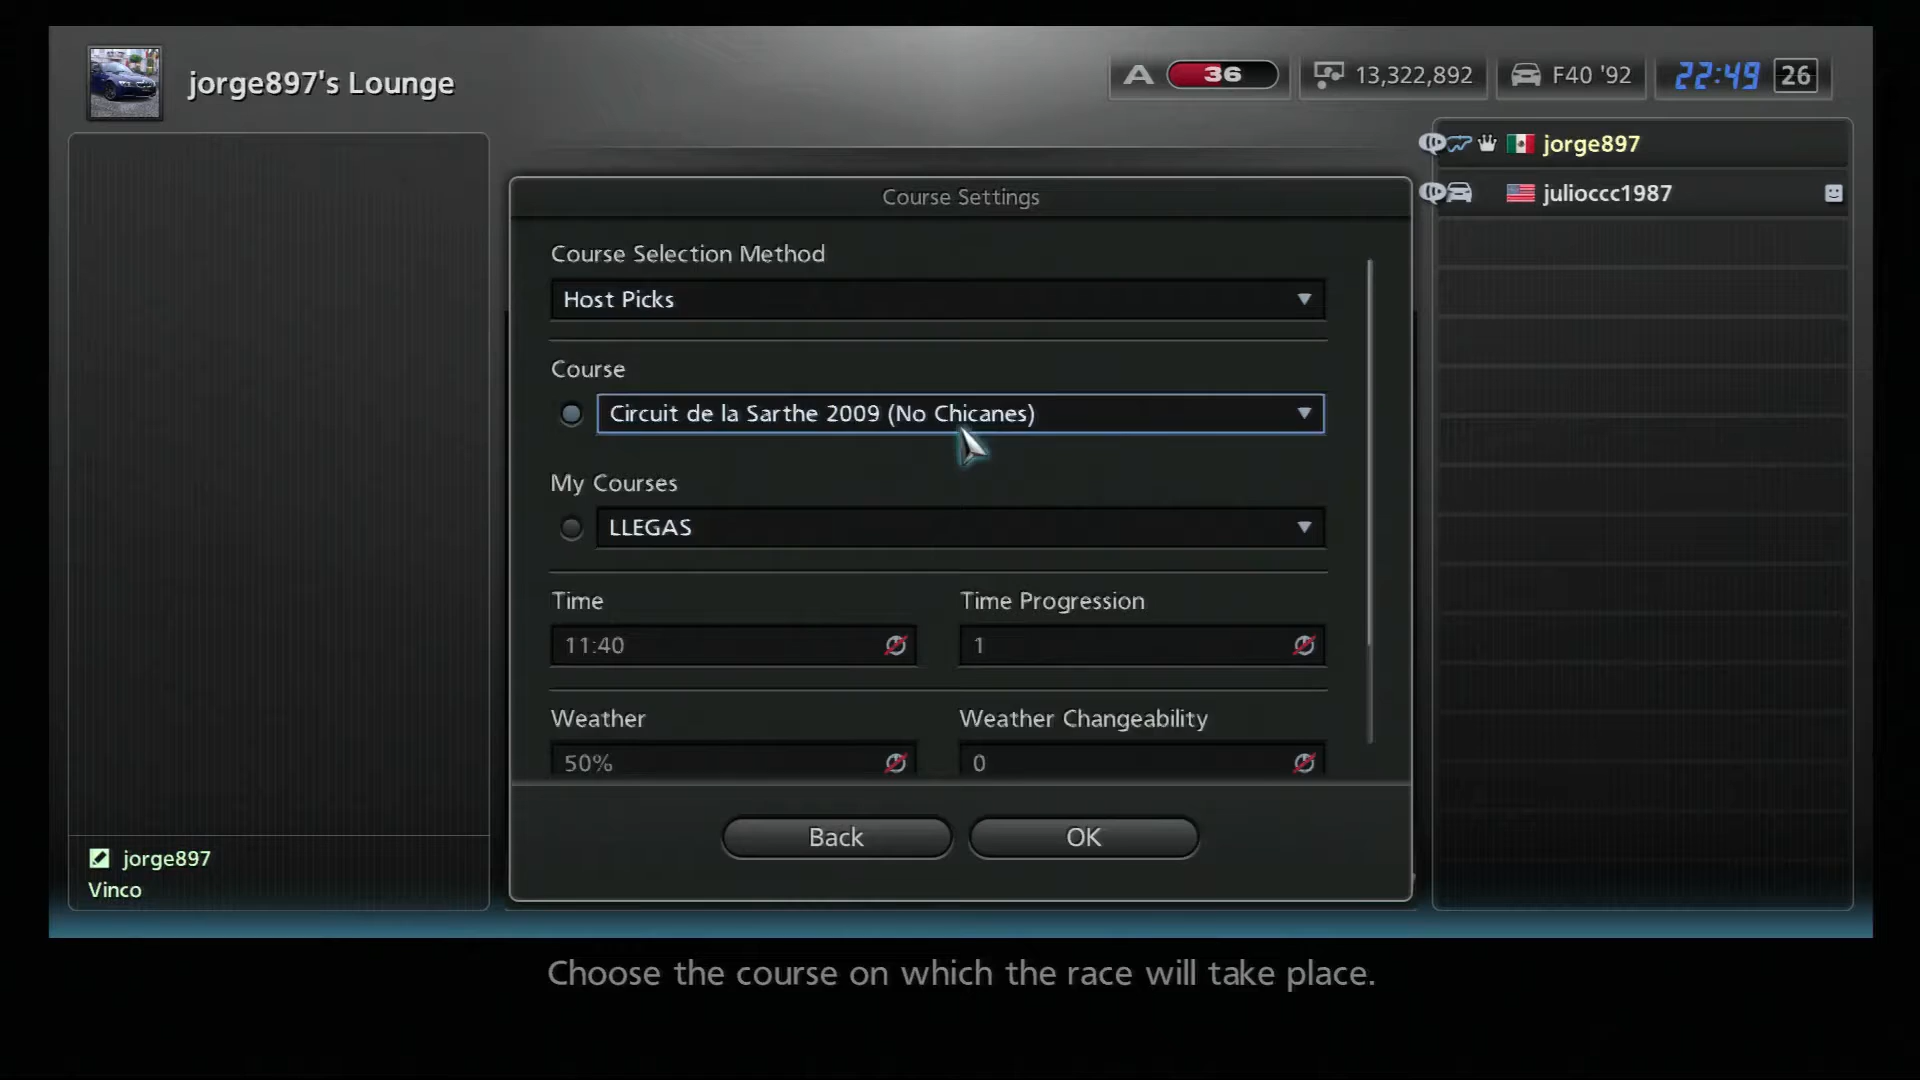 jorge897's Lounge
A 36
13,322,892
F40 '92
22:49 26
jorge897
julioccc1987
Course Settings
Course Selection Method
Host Picks
Course
Circuit de la Sarthe 2009 (No Chicanes)
My Courses
LLEGAS
Time
Time Progression
11:40
1
Weather
Weather Changeability
50%
0
Back
OK
jorge897
Vinco
Choose the course on which the race will take place.